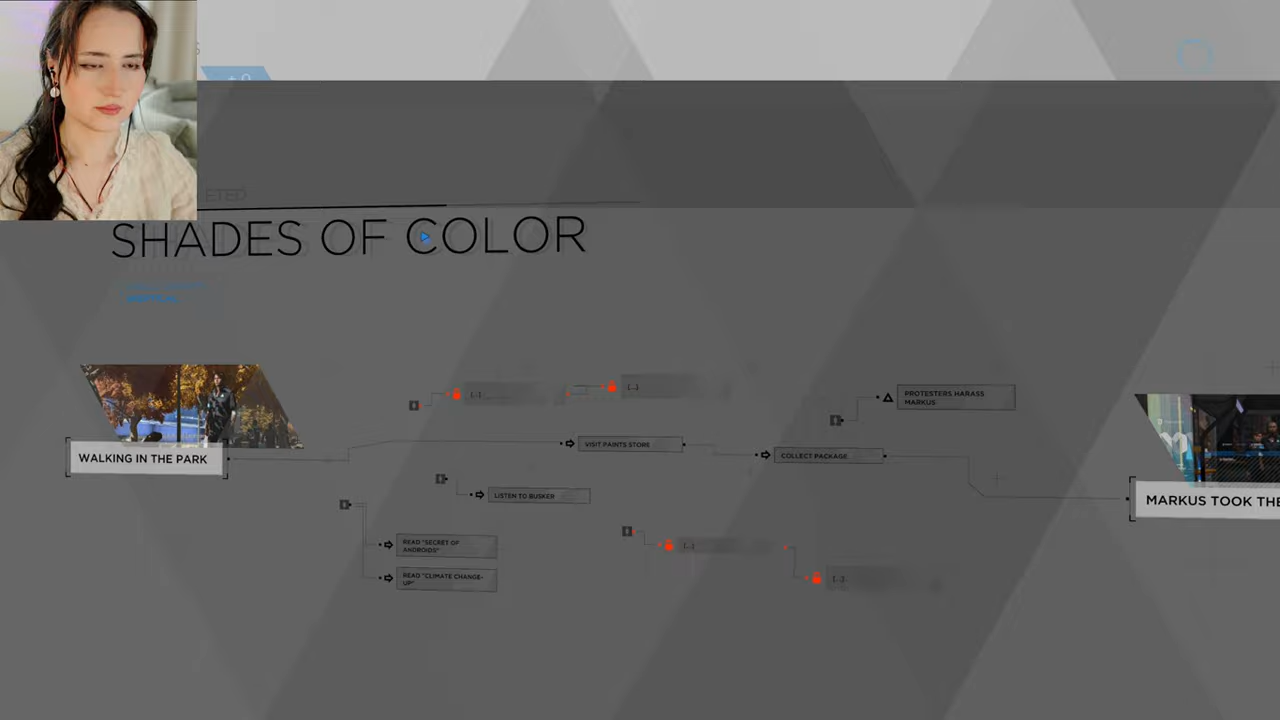 ETED
SHADES OF COLOR
[...]
[...]
PROTESTERS HARASS
MARKUS
VISIT PAINTS STORE
COLLECT PACKAGE
WALKING IN THE PARK
LISTEN TO BUSKER
MARKUS TOOK THE
READ "SECRET OF
ANDROIDS"
[...]
READ "CLIMATE CHANGE-
UP"
[...]